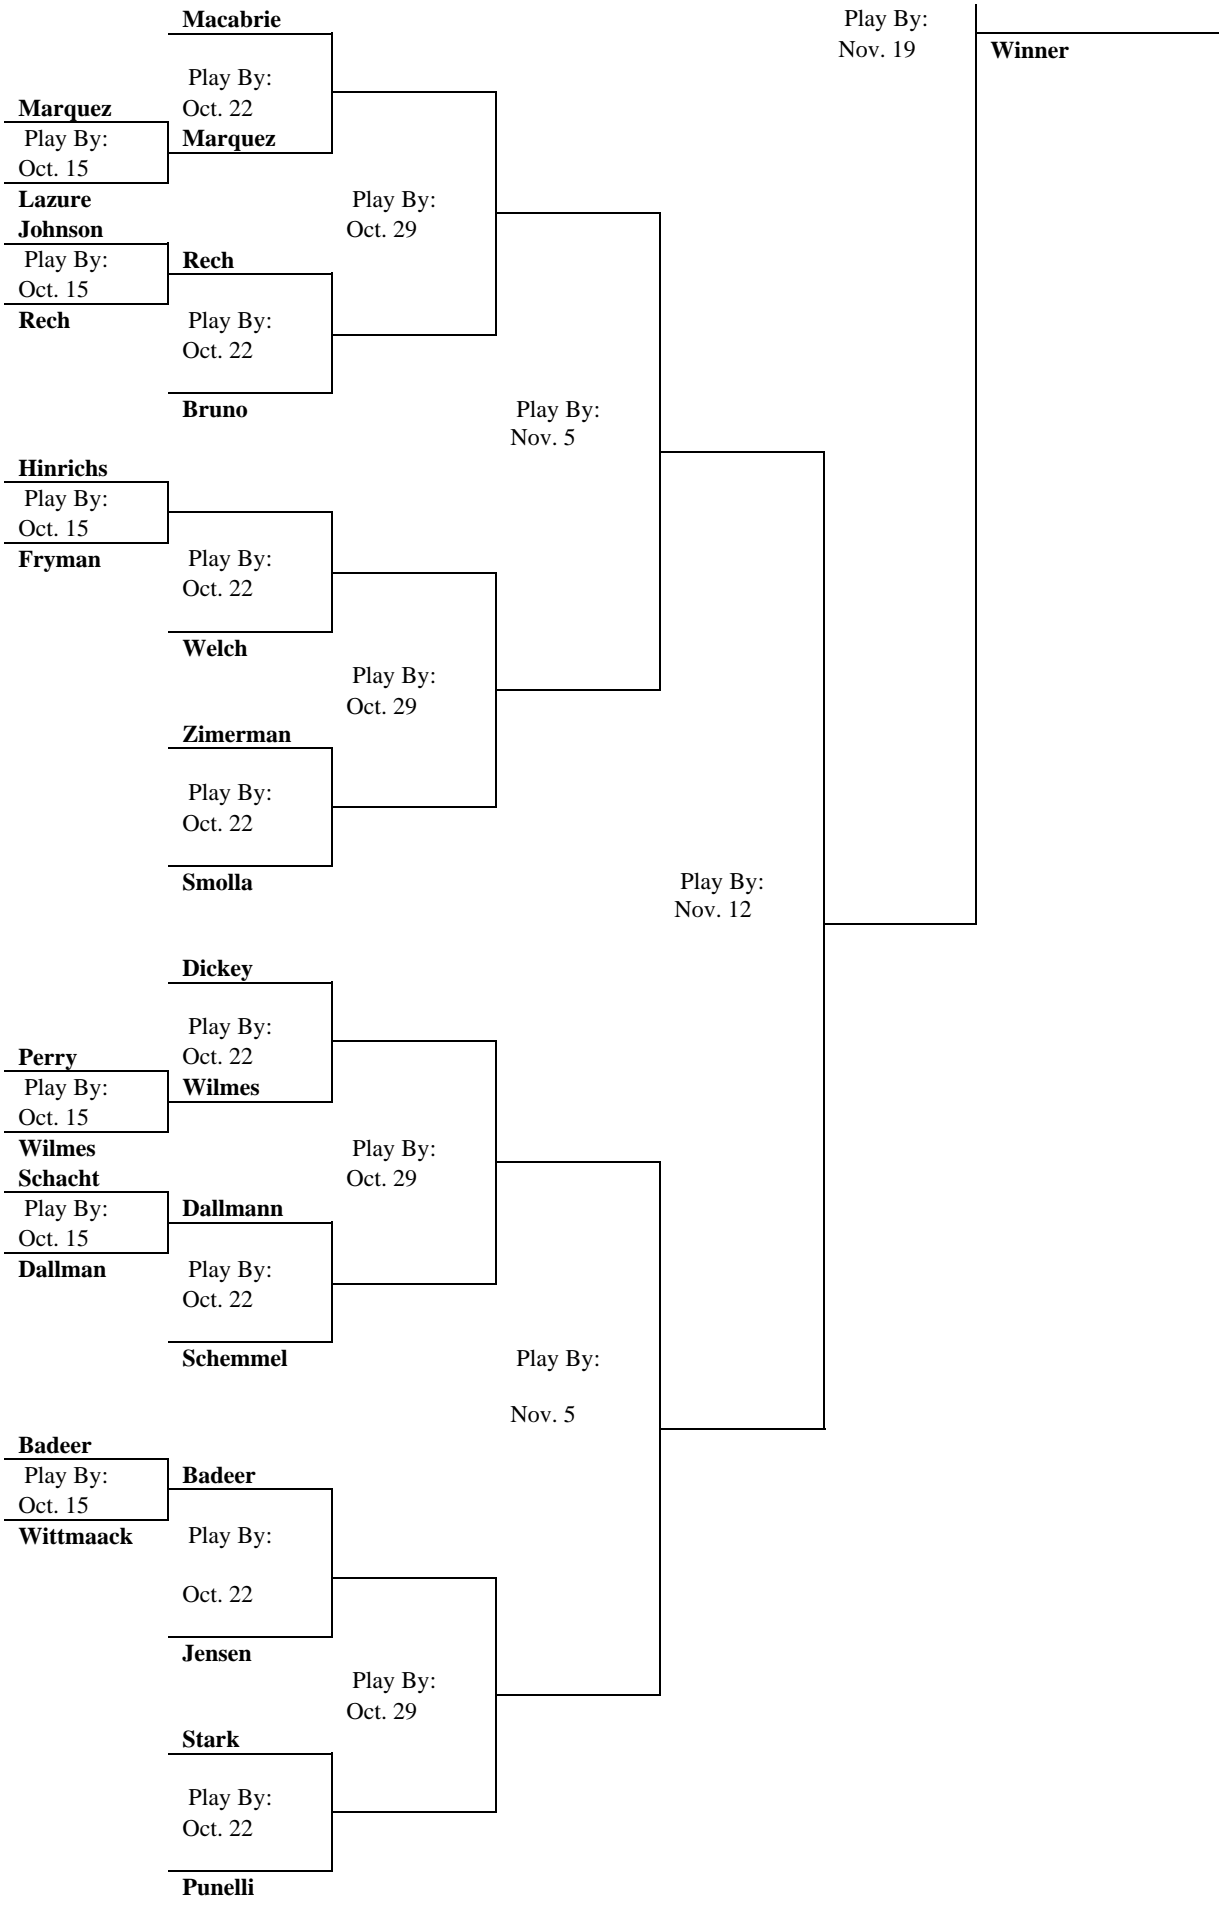 Macabrie
Play By:
Play By:
Nov. 19
Winner
Play By:
Marquez
Oct. 22
Play By:
Marquez
Oct. 15
Lazure
Play By:
Johnson
Oct. 29
Play By:
Rech
Oct. 15
Rech
Play By:
Oct. 22
Bruno
Play By:
Nov. 5
Hinrichs
Play By:
Oct. 15
Fryman
Play By:
Oct. 22
Welch
Play By:
Oct. 29
Zimerman
Play By:
Oct. 22
Smolla
Play By:
Nov. 12
Dickey
Play By:
Perry
Oct. 22
Play By:
Wilmes
Oct. 15
Wilmes
Play By:
Schacht
Oct. 29
Play By:
Dallmann
Oct. 15
Dallman
Play By:
Oct. 22
Schemmel
Play By:
Nov. 5
Badeer
Play By:
Badeer
Oct. 15
Wittmaack
Play By:
Oct. 22
Jensen
Play By:
Oct. 29
Stark
Play By:
Oct. 22
Punelli